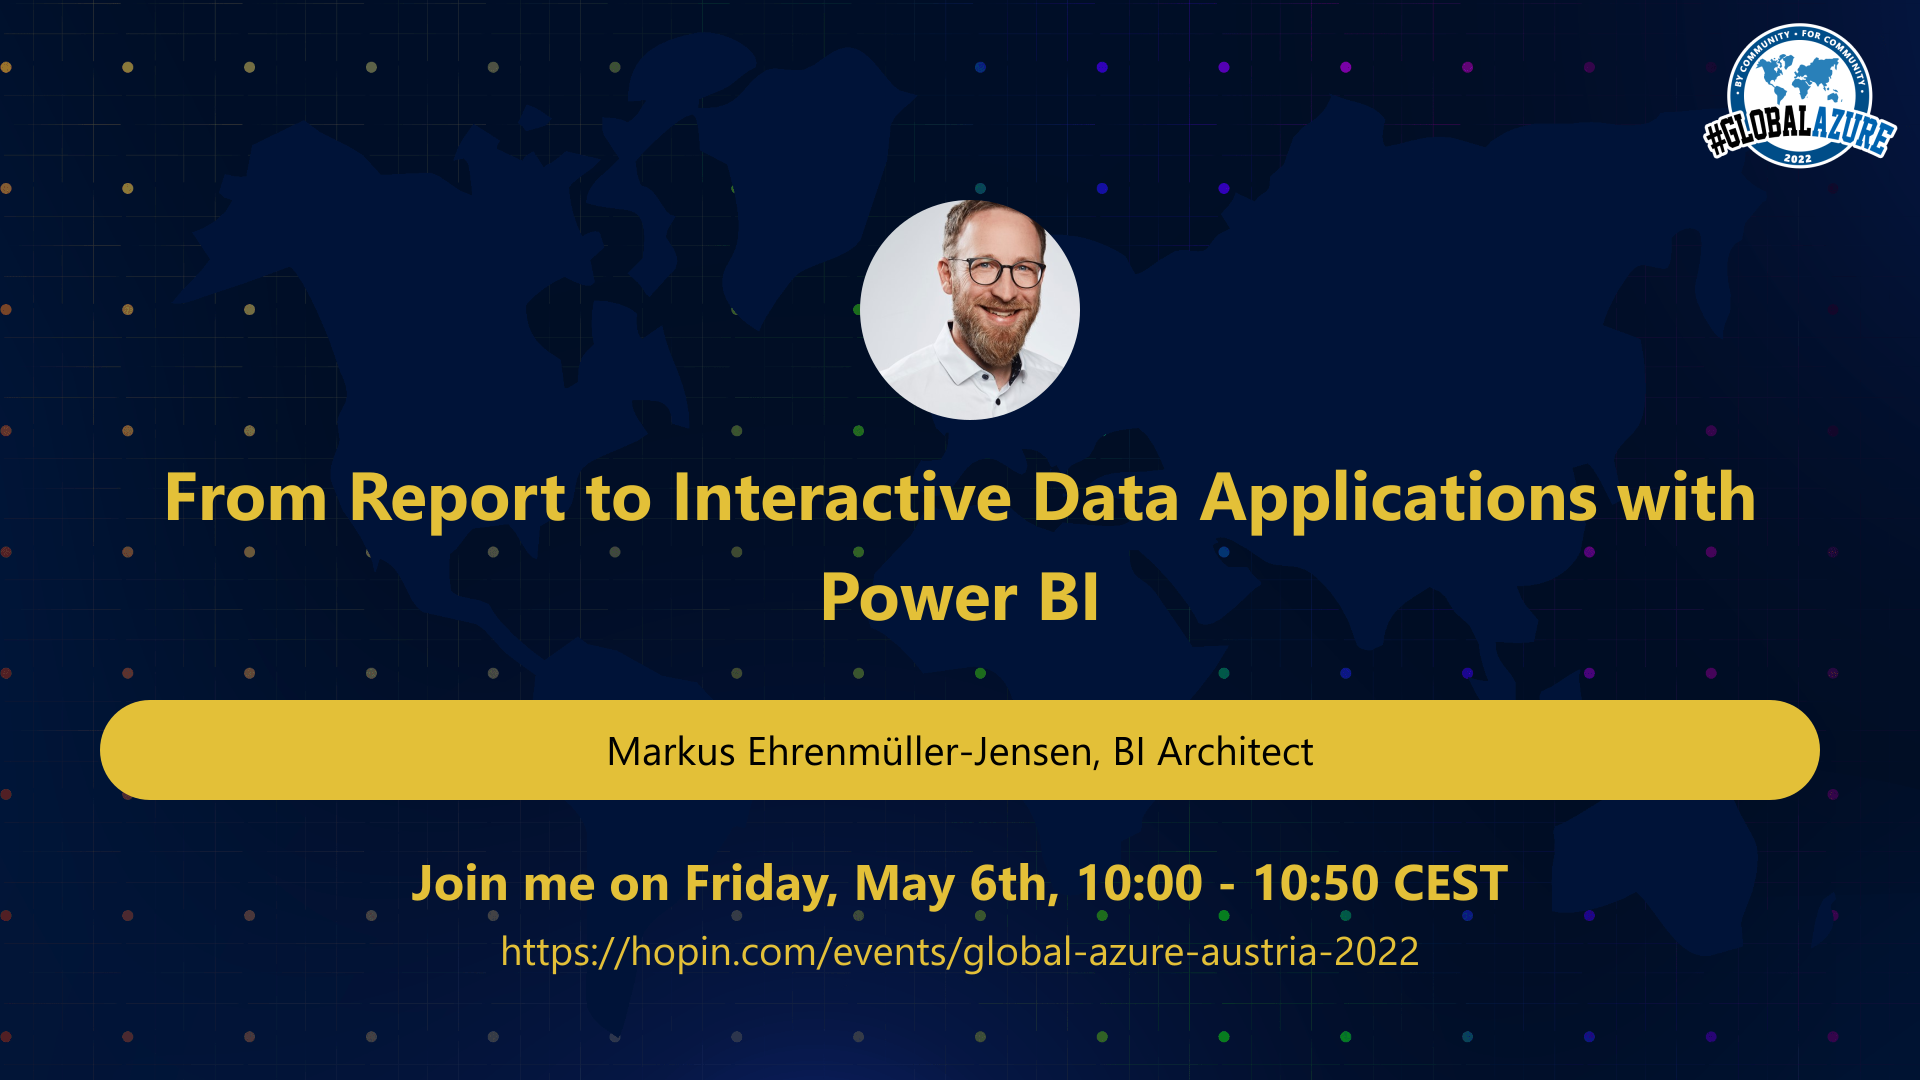 • BY COMMUNITY • FOR COMMUNITY •
#GLOBALAZURE
2022
From Report to Interactive Data Applications with
Power BI
Markus Ehrenmüller-Jensen, BI Architect
Join me on Friday, May 6th, 10:00 - 10:50 CEST
https://hopin.com/events/global-azure-austria-2022